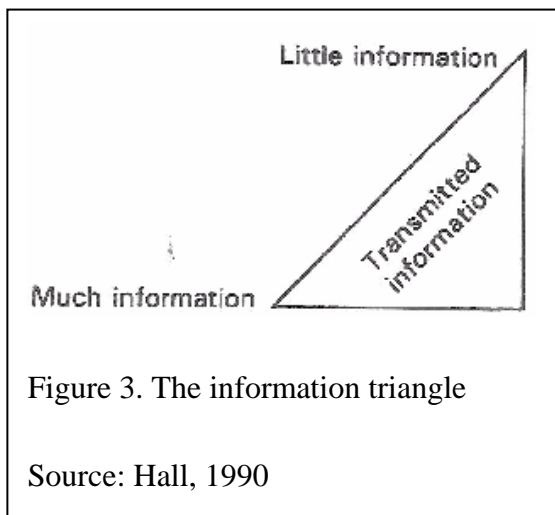 Little information
Transmitted
information
Much information
Figure 3. The information triangle
Source: Hall, 1990